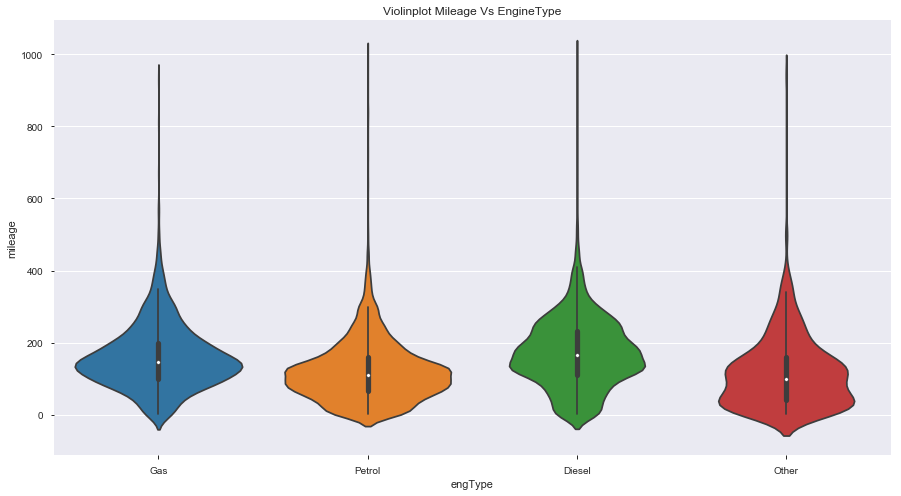 Violinplot Mileage Vs EngineType
mileage
1000
800
600
400
200
0
Gas
Petrol
Diesel
Other
engType